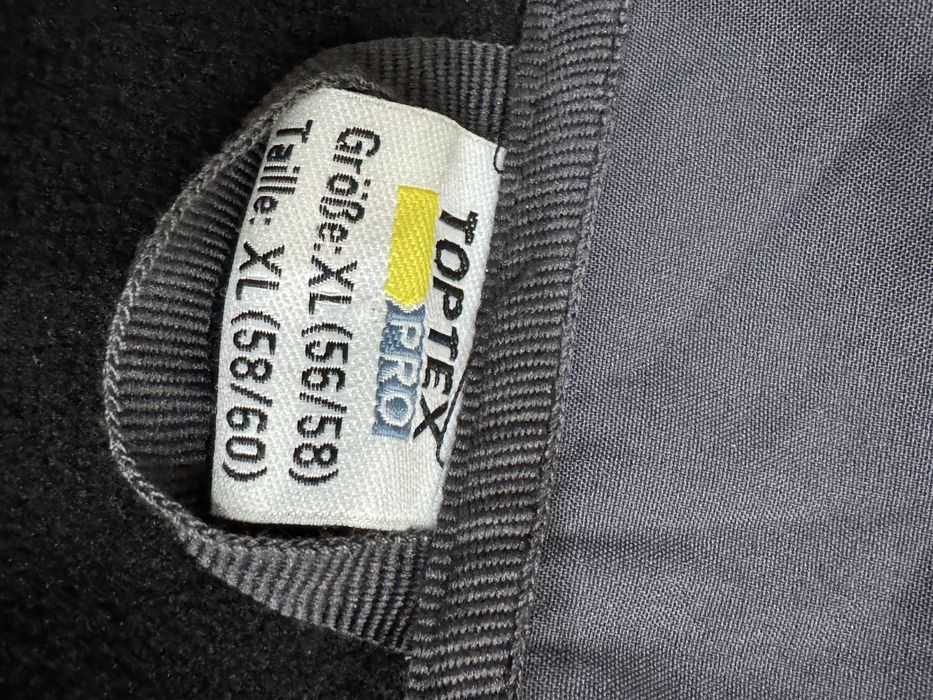 TOPTEX
PRO
Größe:XL(56/58)
Taille: XL(58/60)